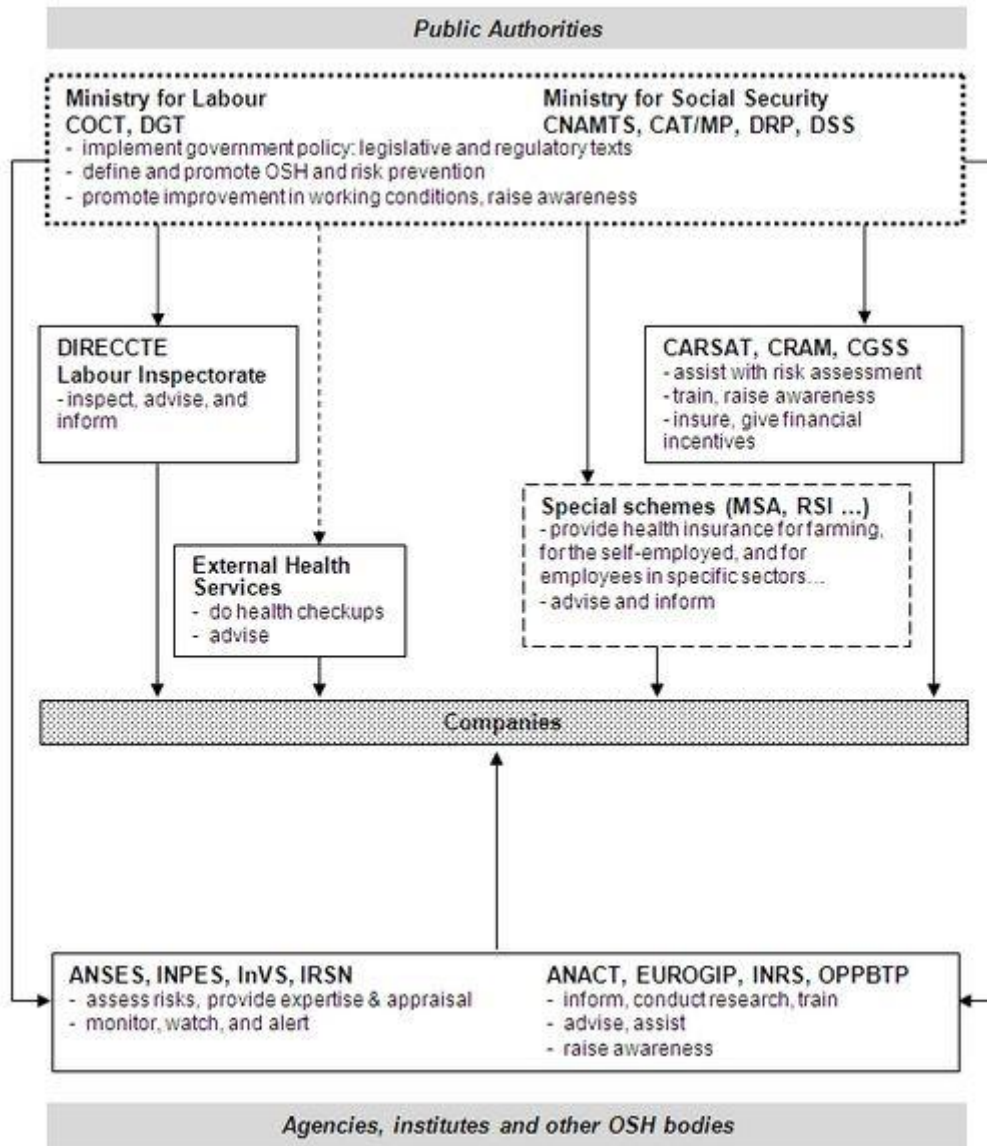 Public Authorities
Ministry for Labour
COCT, DGT
Ministry for Social Security
CNAMTS, CAT/MP, DRP, DSS
- implement government policy: legislative and regulatory texts
- define and promote OSH and risk prevention
- promote improvement in working conditions, raise awareness
DIRECCTE
Labour Inspectorate
- inspect, advise, and
inform
CARSAT, CRAM, CGSS
- assist with risk assessment
- train, raise awareness
- insure, give financial
incentives
External Health
Services
- do health checkups
- advise
Special schemes (MSA, RSI ...)
- provide health insurance for farming,
for the self-employed, and for
employees in specific sectors...
- advise and inform
Companies
ANSES, INPES, InVS, IRSN
- assess risks, provide expertise & appraisal
- monitor, watch, and alert
ANACT, EUROGIP, INRS, OPPBTP
- inform, conduct research, train
- advise, assist
- raise awareness
Agencies, institutes and other OSH bodies